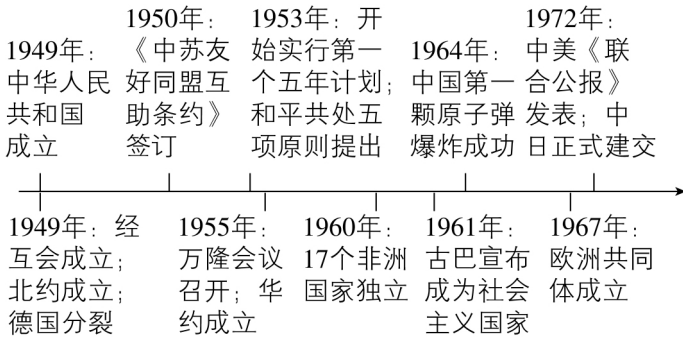 1949年：
中华人民
共和国
成立
1950年：
《中苏友
好同盟互
助条约》
签订
1953年：开
始实行第一
个五年计划；
和平共处五
项原则提出
1964年：
中国第一
颗原子弹
爆炸成功
1972年：
中美《联
合公报》
发表；中
日正式建交
1949年：经
互会成立；
北约成立；
德国分裂
1955年：
万隆会议
召开；华
约成立
1960年：
17个非洲
国家独立
1961年：
古巴宣布
成为社会
主义国家
1967年：
欧洲共同
体成立